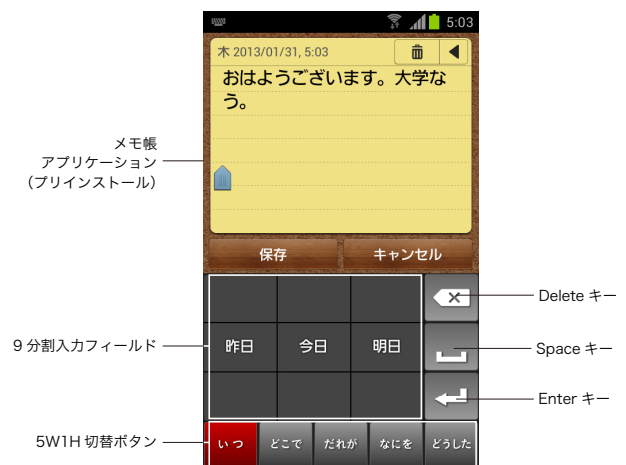 5:03
木 2013/01/31, 5:03
おはようございます。大学な
う。
メモ帳
アプリケーション
（プリインストール）
保存
キャンセル
Delete キー
9 分割入力フィールド
昨日
今日
明日
Space キー
Enter キー
5W1H 切替ボタン
いつ
どこで
だれが
なにを
どうした